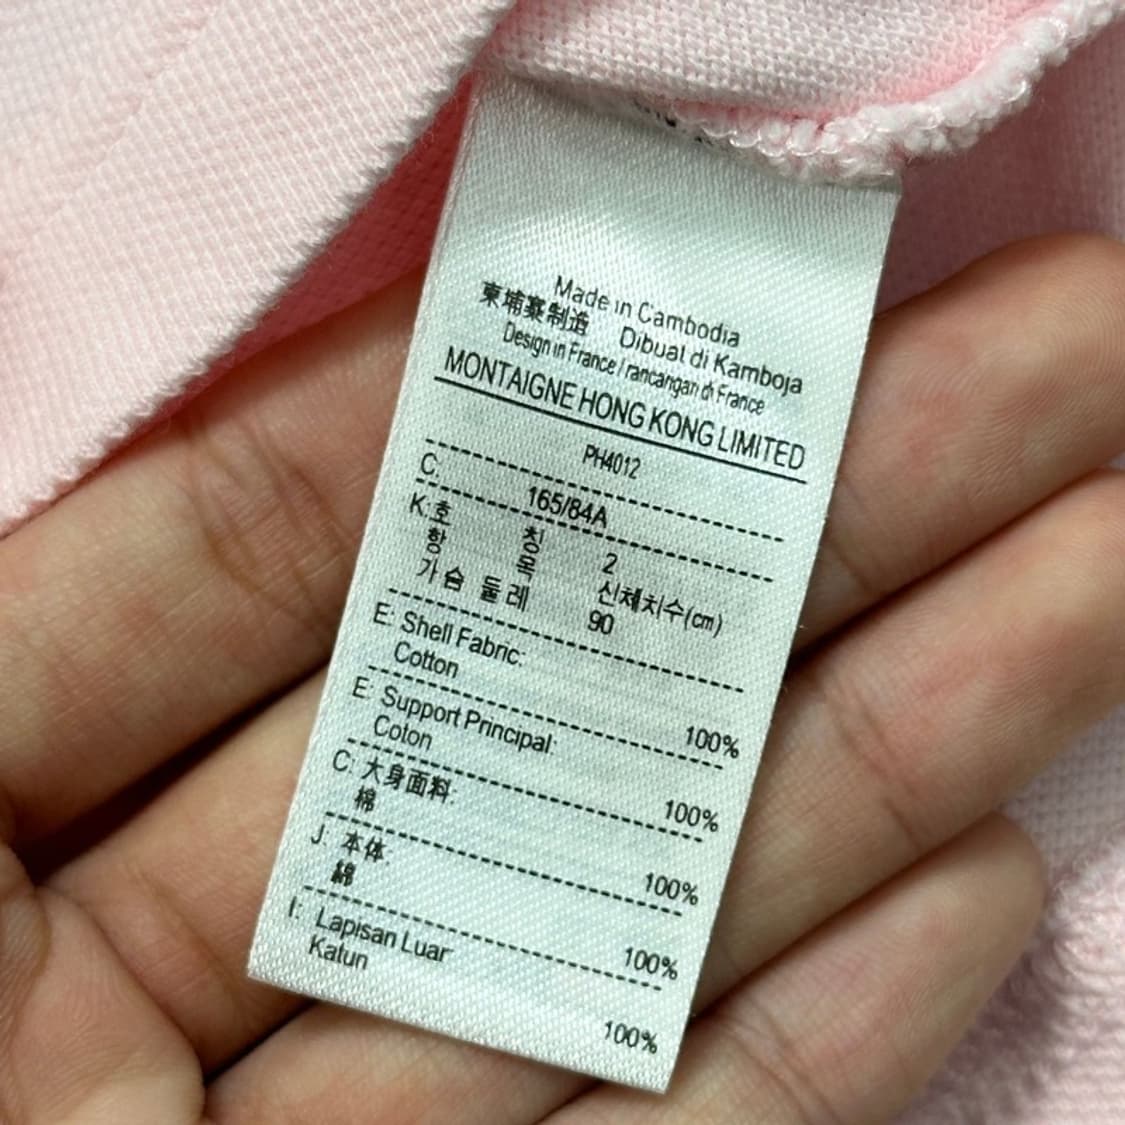 Made in Cambodia
柬埔寨制造 Dibuat di Kamboja
Design in France / rancangan di France
MONTAIGNE HONG KONG LIMITED
PH4012
C:
165/84A
K:호 칭 2
항 목 신체치수(cm)
가슴 둘레 90
E: Shell Fabric:
Cotton 100%
E: Support Principal:
Coton 100%
C: 大身面料:
棉 100%
J: 本体:
綿 100%
I: Lapisan Luar
Katun 100%